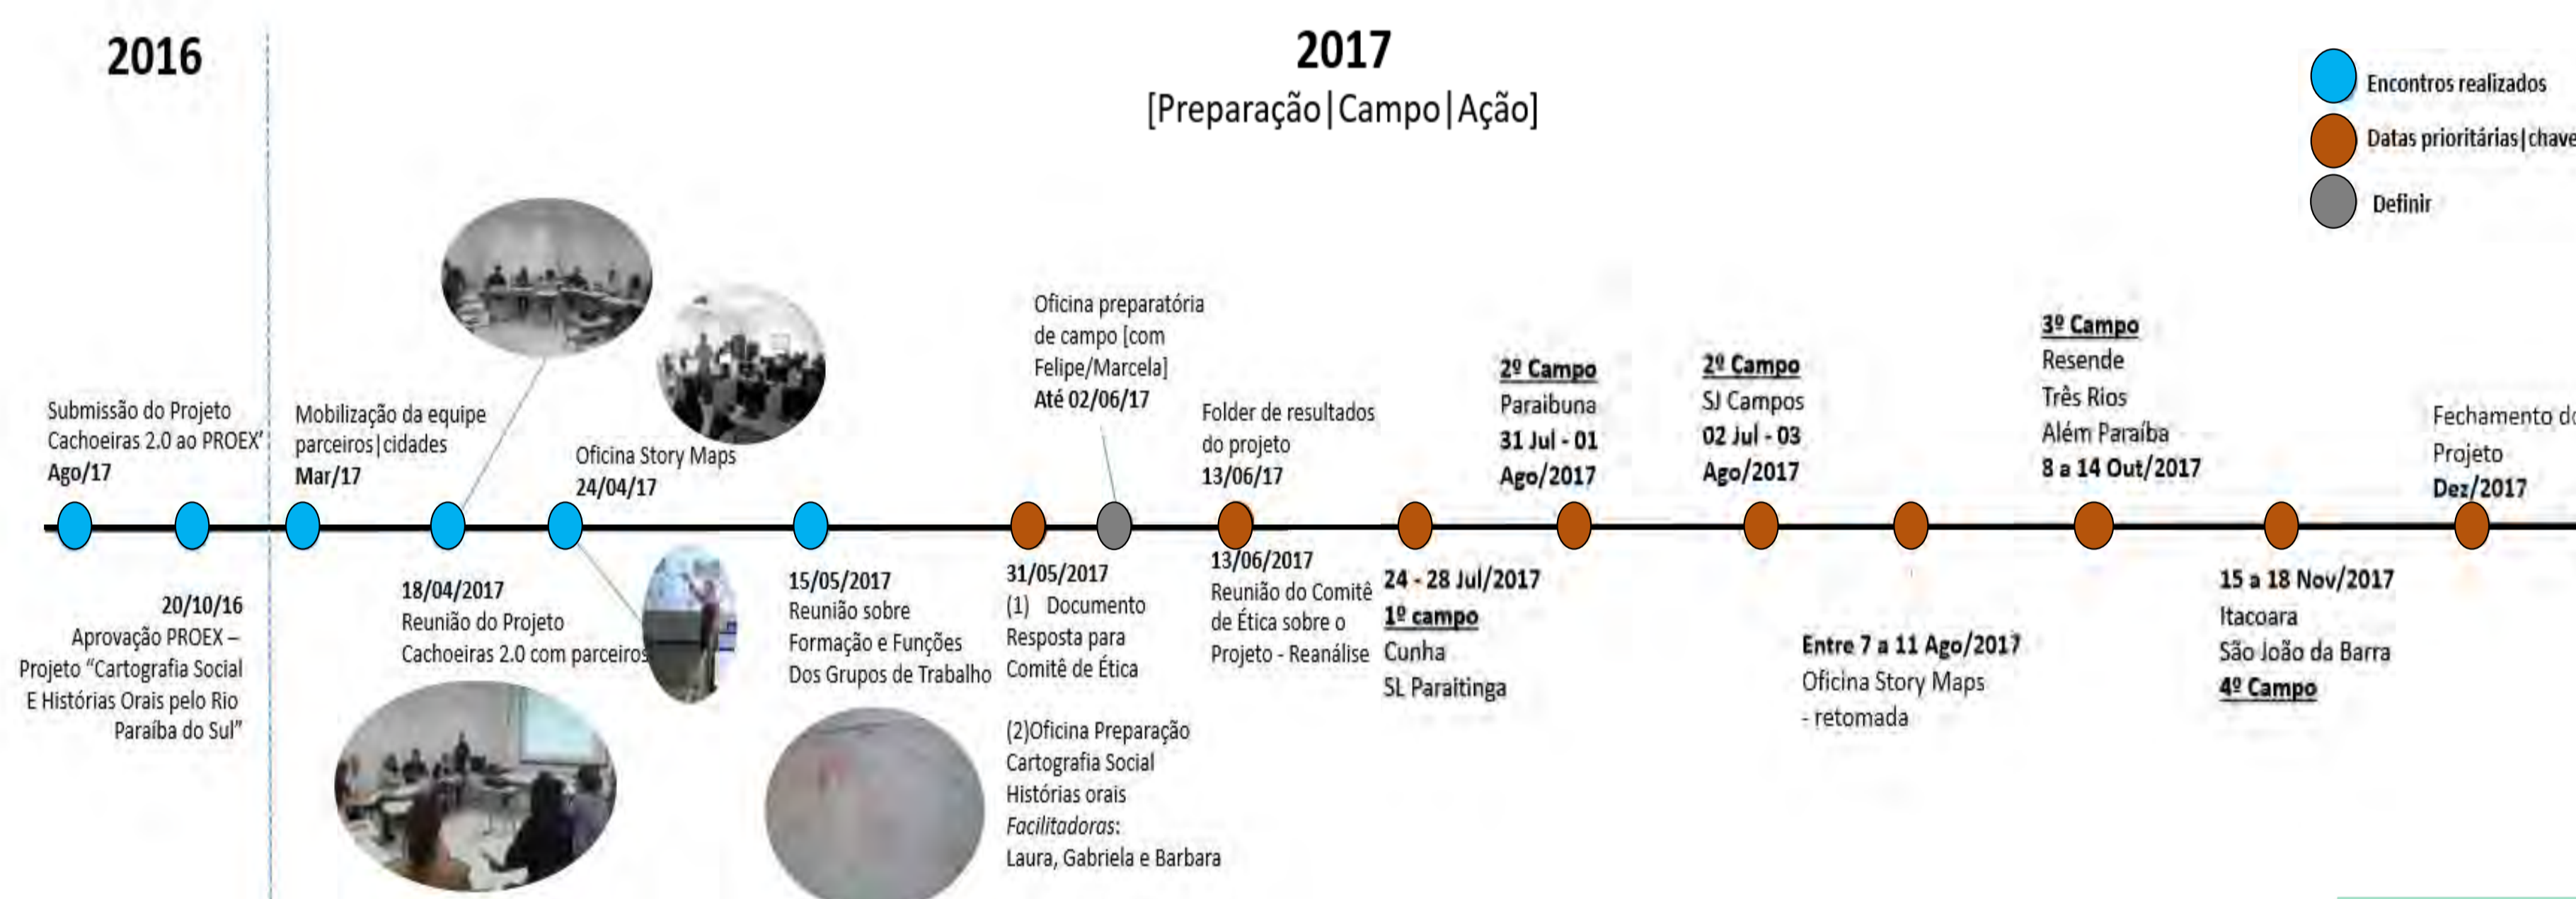 2016
2017
[Preparação|Campo|Ação]
Encontros realizados
Datas prioritárias|chave
Definir
Submissão do Projeto
Cachoeiras 2.0 ao PROEX’
Ago/17
20/10/16
Aprovação PROEX –
Projeto “Cartografia Social
E Histórias Orais pelo Rio
Paraíba do Sul”
Mobilização da equipe
parceiros|cidades
Mar/17
18/04/2017
Reunião do Projeto
Cachoeiras 2.0 com parceiros
Oficina Story Maps
24/04/17
15/05/2017
Reunião sobre
Formação e Funções
Dos Grupos de Trabalho
31/05/2017
(1) Documento
Resposta para
Comitê de Ética
(2)Oficina Preparação
Cartografia Social
Histórias orais
Facilitadoras:
Laura, Gabriela e Barbara
Oficina preparatória
de campo [com
Felipe/Marcela]
Até 02/06/17
Folder de resultados
do projeto
13/06/17
13/06/2017
Reunião do Comitê
de Ética sobre o
Projeto - Reanálise
24 - 28 Jul/2017
1º campo
Cunha
SL Paraitinga
2º Campo
Paraibuna
31 Jul - 01
Ago/2017
2º Campo
SJ Campos
02 Jul - 03
Ago/2017
Entre 7 a 11 Ago/2017
Oficina Story Maps
- retomada
3º Campo
Resende
Três Rios
Além Paraíba
8 a 14 Out/2017
15 a 18 Nov/2017
Itacoara
São João da Barra
4º Campo
Fechamento do
Projeto
Dez/2017